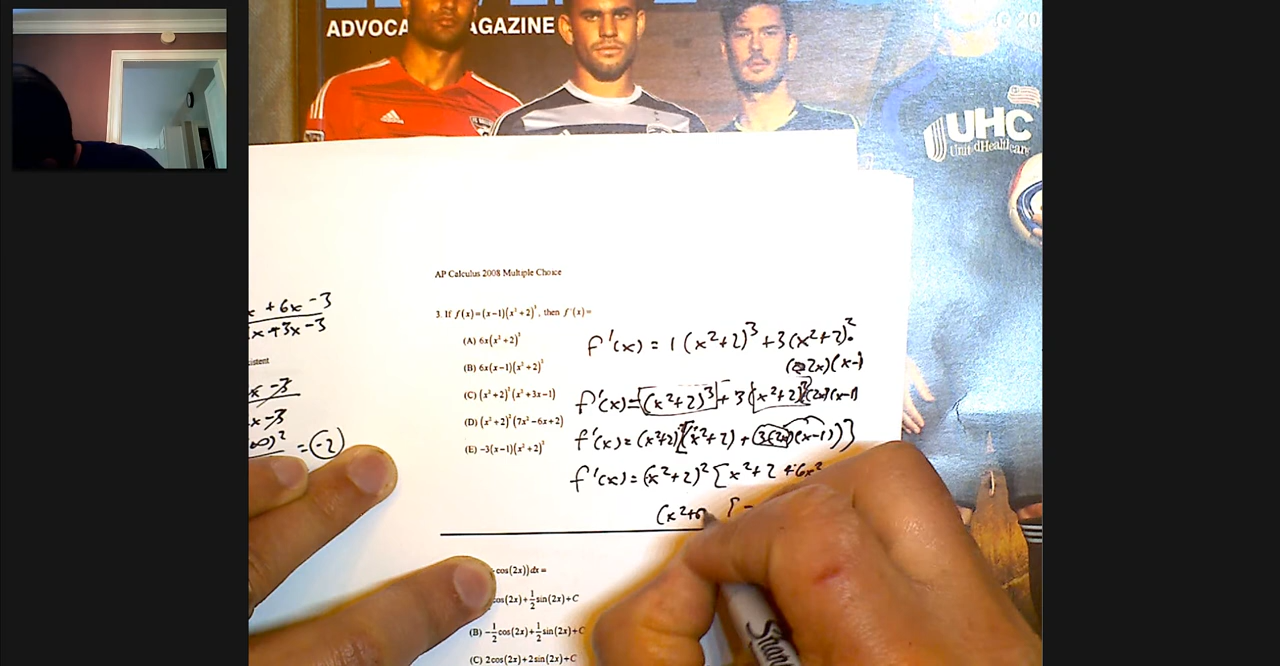 ADVOCA AGAZINE
UHC
UnitedHealthcare
AP Calculus 2008 Multiple Choice
3. If f(x)=(x-1)(x²+2)³, then f'(x)=
(A) 6x(x²+2)²
(B) 6x(x-1)(x²+2)²
(C) (x²+2)²(x²+3x-1)
(D) (x²+2)²(7x²-6x+2)
(E) -3(x-1)(x²+2)²
f'(x) = 1(x²+2)³+3(x²+2)².
(2x)(x-1)
f'(x)=(x²+2)³+3(x²+2)²(2x)(x-1)
f'(x)=(x²+2)²[(x²+2)+(3(2x)(x-1))]
f'(x)=(x²+2)²[x²+2+6x²
(x²+
x + 6x-3
x+3x-3
istent
x-3
x-3
= -2
cos(2x))dx=
cos(2x)+1/2 sin(2x)+C
(B) -1/2 cos(2x)+1/2 sin(2x)+C
(C) 2cos(2x)+2sin(2x)+C
Sharp